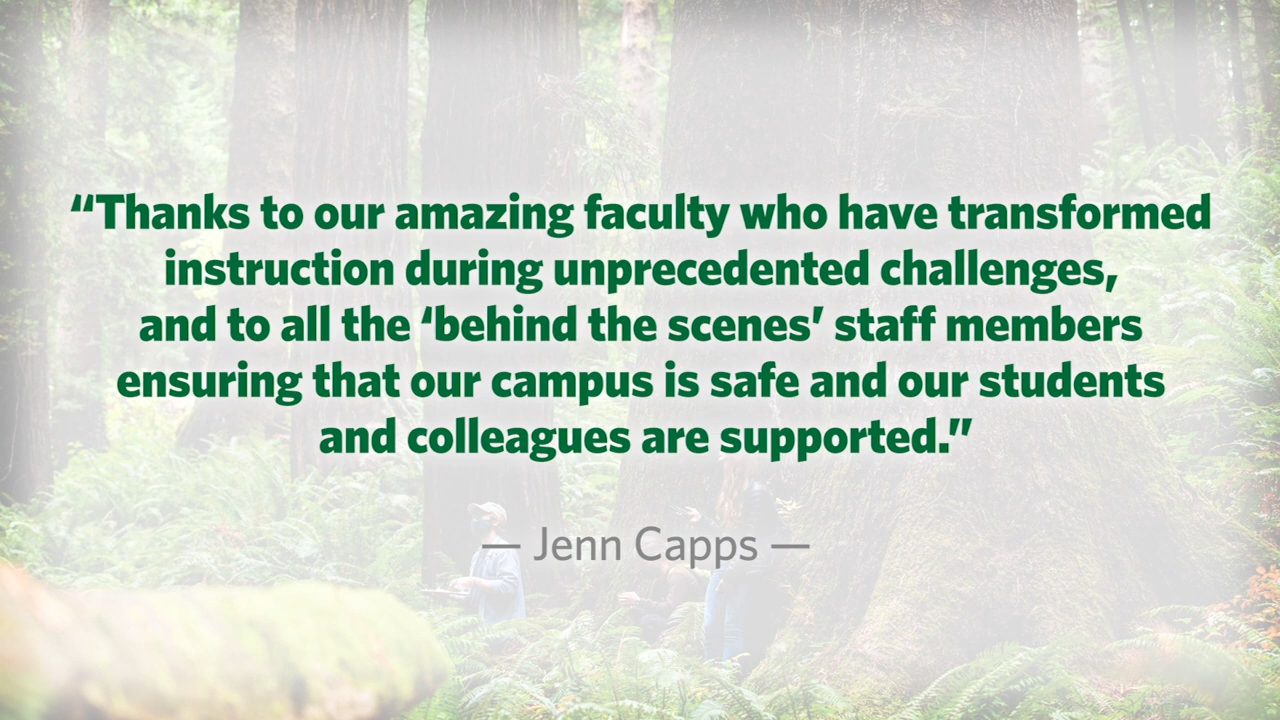 “Thanks to our amazing faculty who have transformed
instruction during unprecedented challenges,
and to all the ‘behind the scenes’ staff members
ensuring that our campus is safe and our students
and colleagues are supported.”
— Jenn Capps —